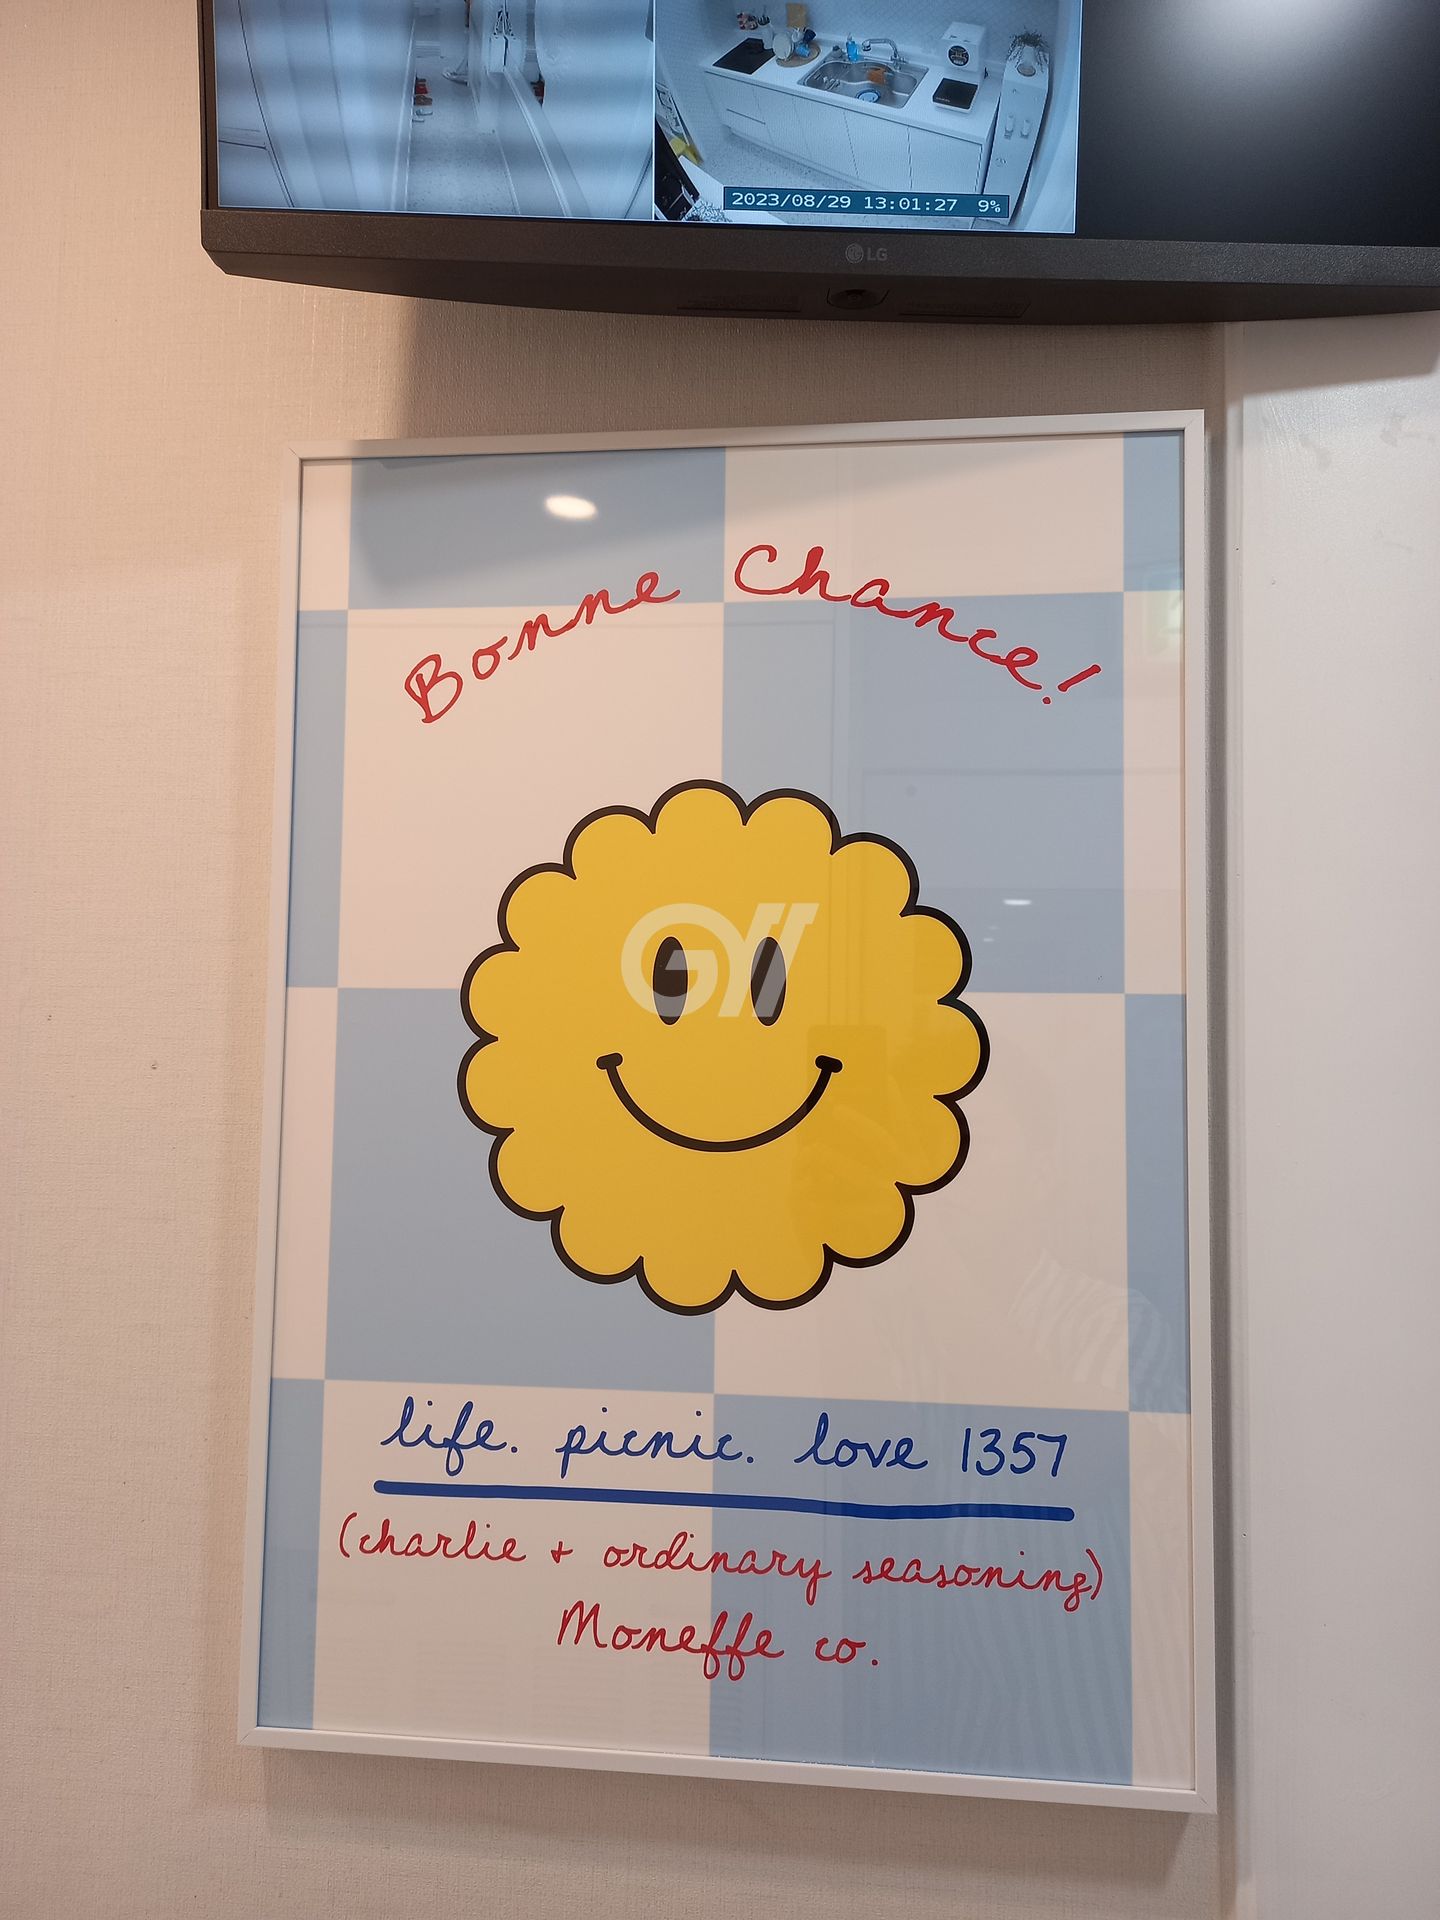 2023/08/29 13:01:27 9%
LG
Bonne Chance!
GY
life. picnic. love 1357
(charlie + ordinary seasoning)
Moneffe co.